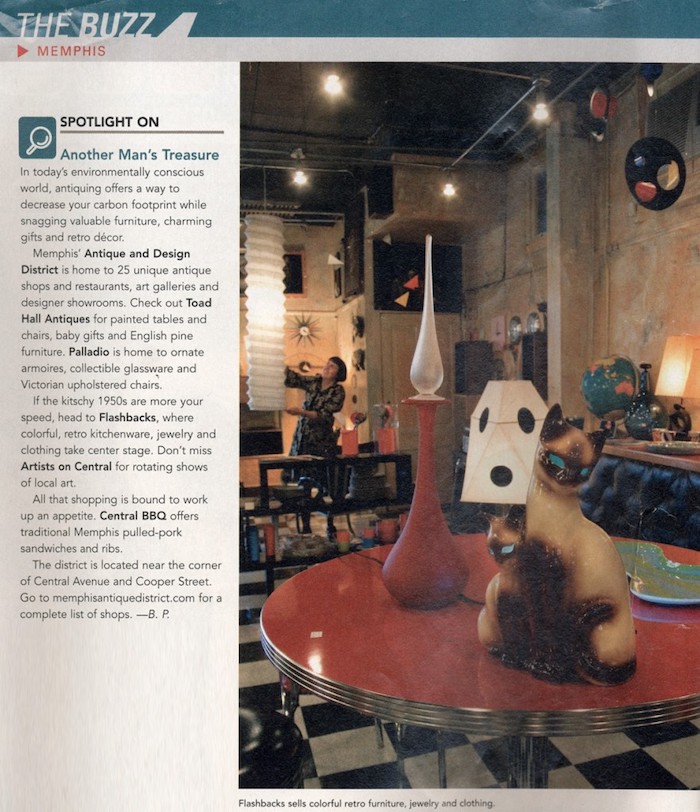 THE BUZZ
MEMPHIS
SPOTLIGHT ON
Another Man's Treasure
In today's environmentally conscious
world, antiquing offers a way to
decrease your carbon footprint while
snagging valuable furniture, charming
gifts and retro décor.
Memphis' Antique and Design
District is home to 25 unique antique
shops and restaurants, art galleries and
designer showrooms. Check out Toad
Hall Antiques for painted tables and
chairs, baby gifts and English pine
furniture. Palladio is home to ornate
armoires, collectible glassware and
Victorian upholstered chairs.
If the kitschy 1950s are more your
speed, head to Flashbacks, where
colorful, retro kitchenware, jewelry and
clothing take center stage. Don't miss
Artists on Central for rotating shows
of local art.
All that shopping is bound to work
up an appetite. Central BBQ offers
traditional Memphis pulled-pork
sandwiches and ribs.
The district is located near the corner
of Central Avenue and Cooper Street.
Go to memphisantiquedistrict.com for a
complete list of shops. —B. P.
Flashbacks sells colorful retro furniture, jewelry and clothing.